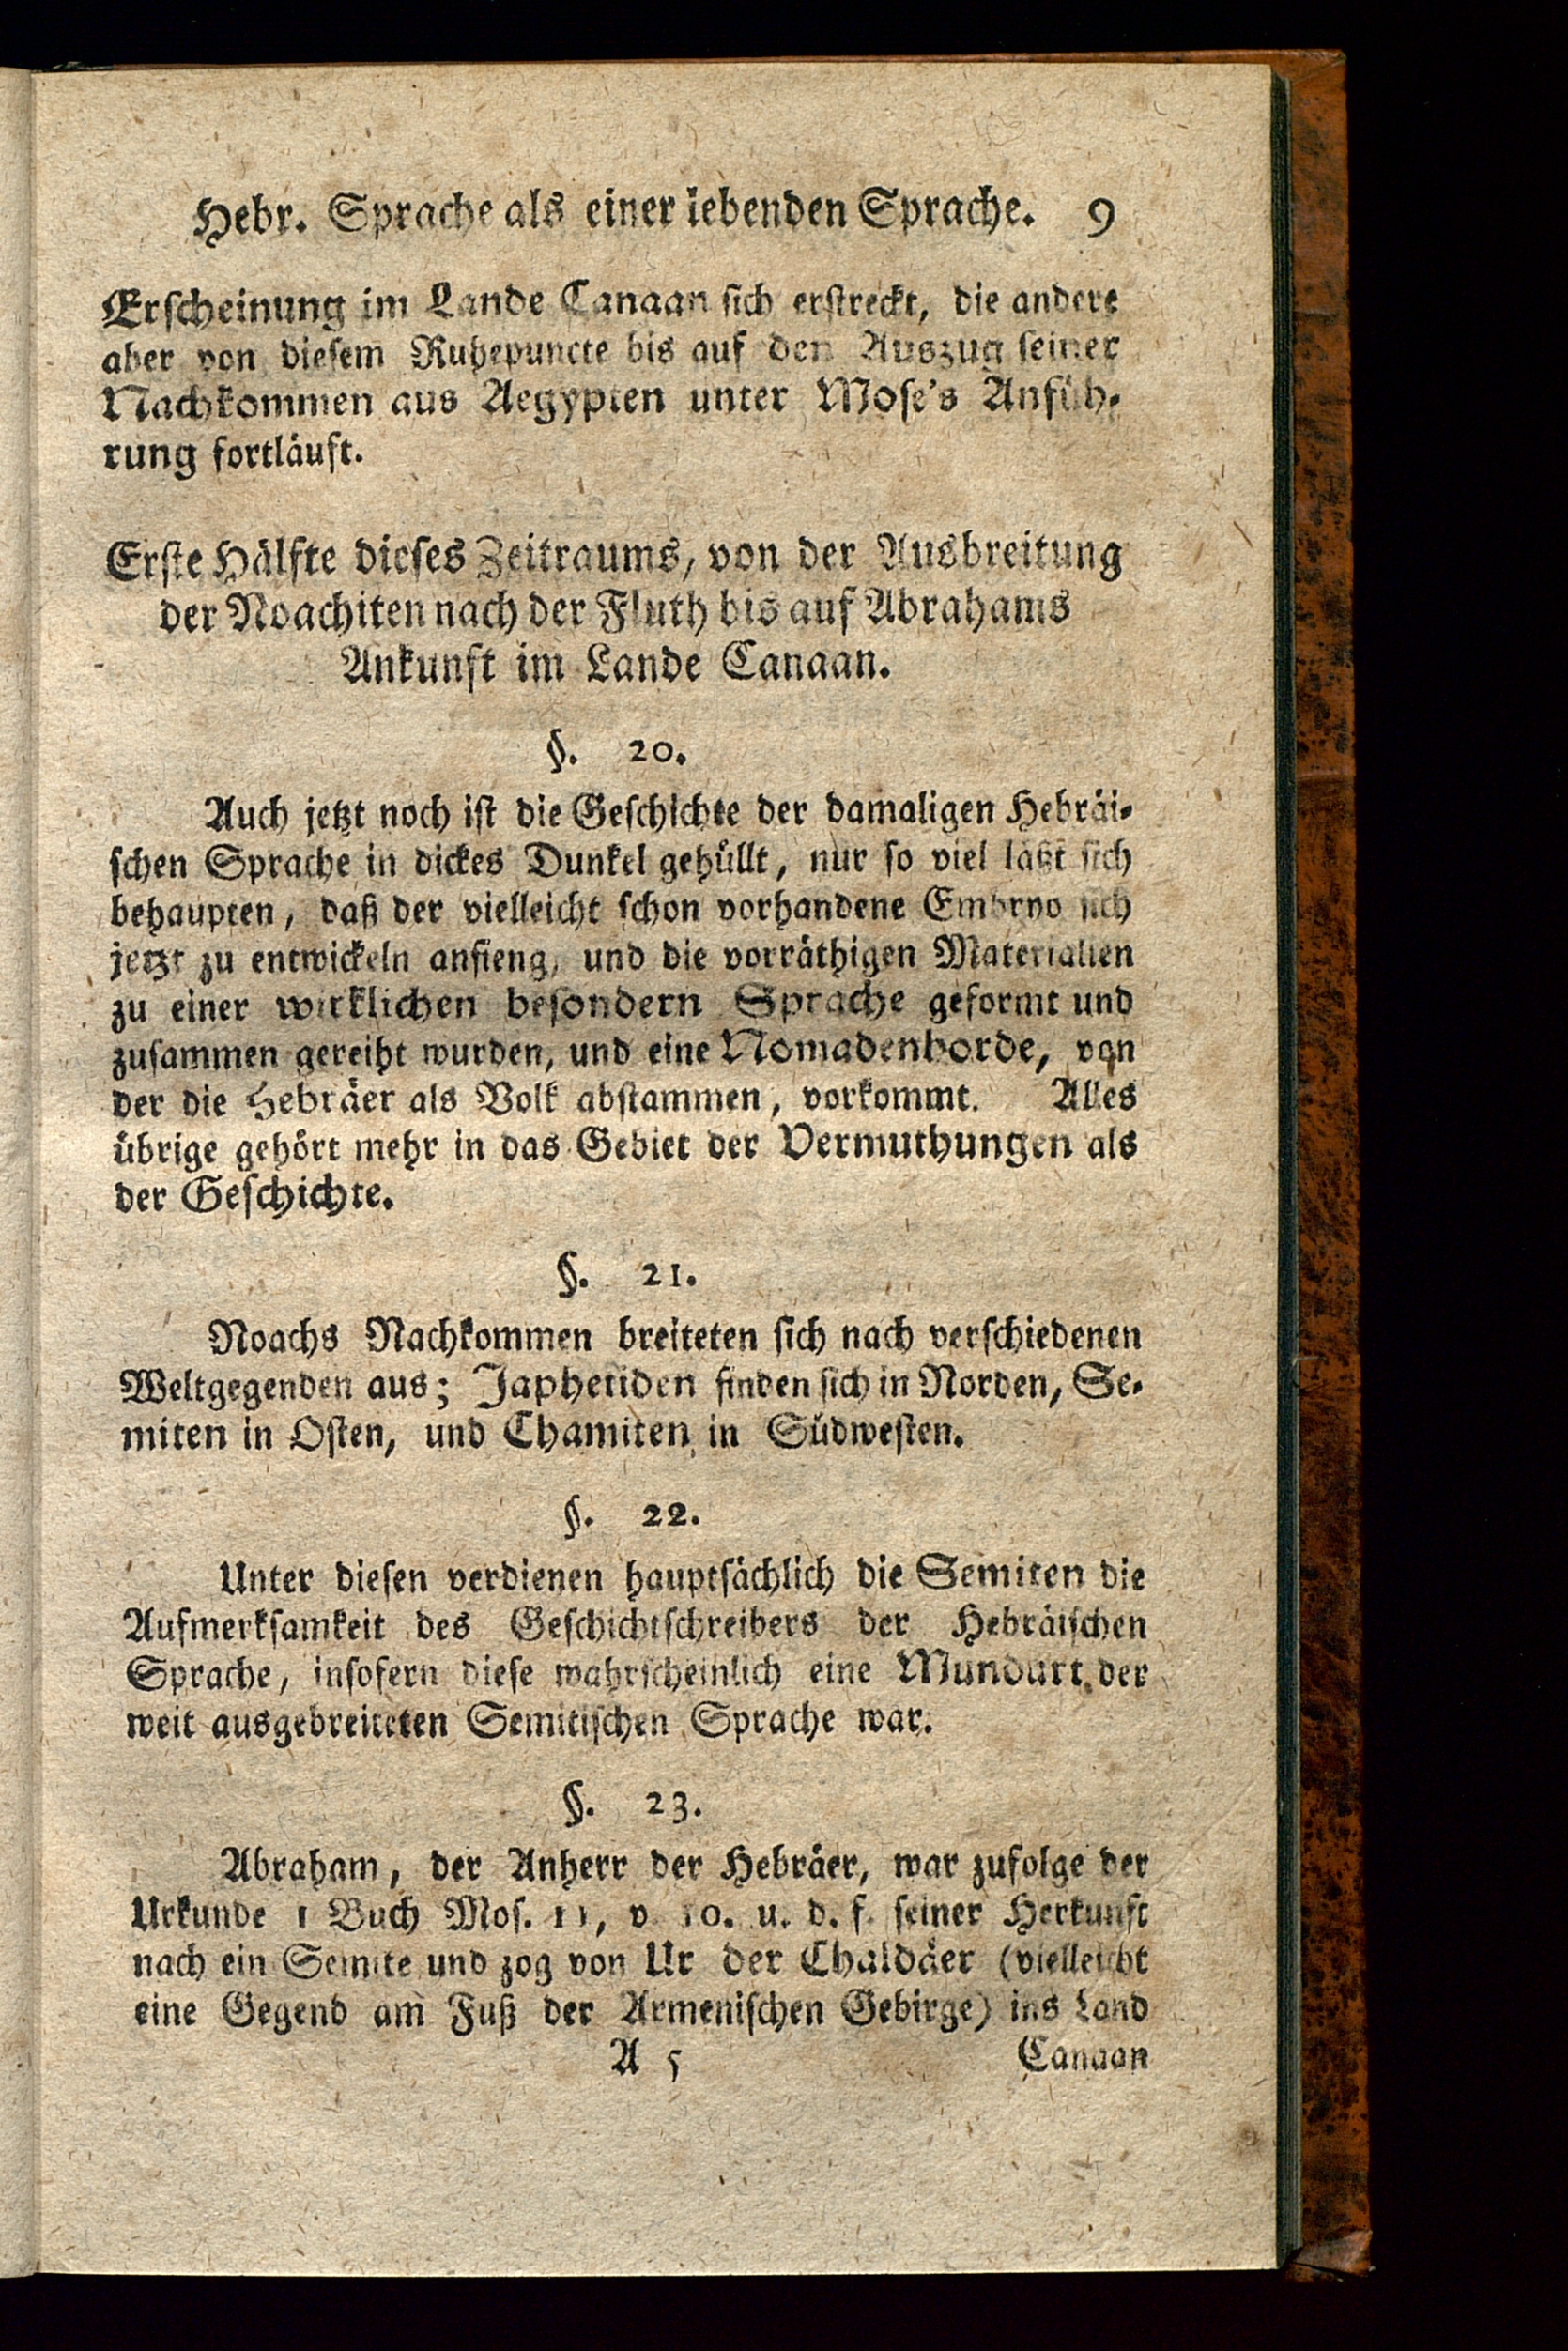 Hebr. Sprache als einer lebenden Sprache. 9
Erscheinung im Lande Canaan sich erstreckt, die andere
aber von diesem Ruhepuncte bis auf den Auszug seiner
Nachkommen aus Aegypten unter Mose's Anfüh-
rung fortläuft.
Erste Hälfte dieses Zeitraums, von der Ausbreitung
der Noachiten nach der Fluth bis auf Abrahams
Ankunft im Lande Canaan.
§. 20.
Auch jetzt noch ist die Geschichte der damaligen Hebräi-
schen Sprache in dickes Dunkel gehüllt, nur so viel läßt sich
behaupten, daß der vielleicht schon vorhandene Embryo sich
jetzt zu entwickeln anfieng, und die vorräthigen Materialien
zu einer wirklichen besondern Sprache geformt und
zusammen gereiht wurden, und eine Nomadenhorde, von
der die Hebräer als Volk abstammen, vorkommt. Alles
übrige gehört mehr in das Gebiet der Vermuthungen als
der Geschichte.
§. 21.
Noachs Nachkommen breiteten sich nach verschiedenen
Weltgegenden aus; Japhetiden finden sich in Norden, Se-
miten in Osten, und Chamiten in Südwesten.
§. 22.
Unter diesen verdienen hauptsächlich die Semiten die
Aufmerksamkeit des Geschichtschreibers der Hebräischen
Sprache, insofern diese wahrscheinlich eine Mundart der
weit ausgebreiteten Semitischen Sprache war.
§. 23.
Abraham, der Anherr der Hebräer, war zufolge der
Urkunde 1 Buch Mos. 11, v. 10. u. d. f. seiner Herkunft
nach ein Semite und zog von Ur der Chaldäer (vielleicht
eine Gegend am Fuß der Armenischen Gebirge) ins Land
A 5 Canaan